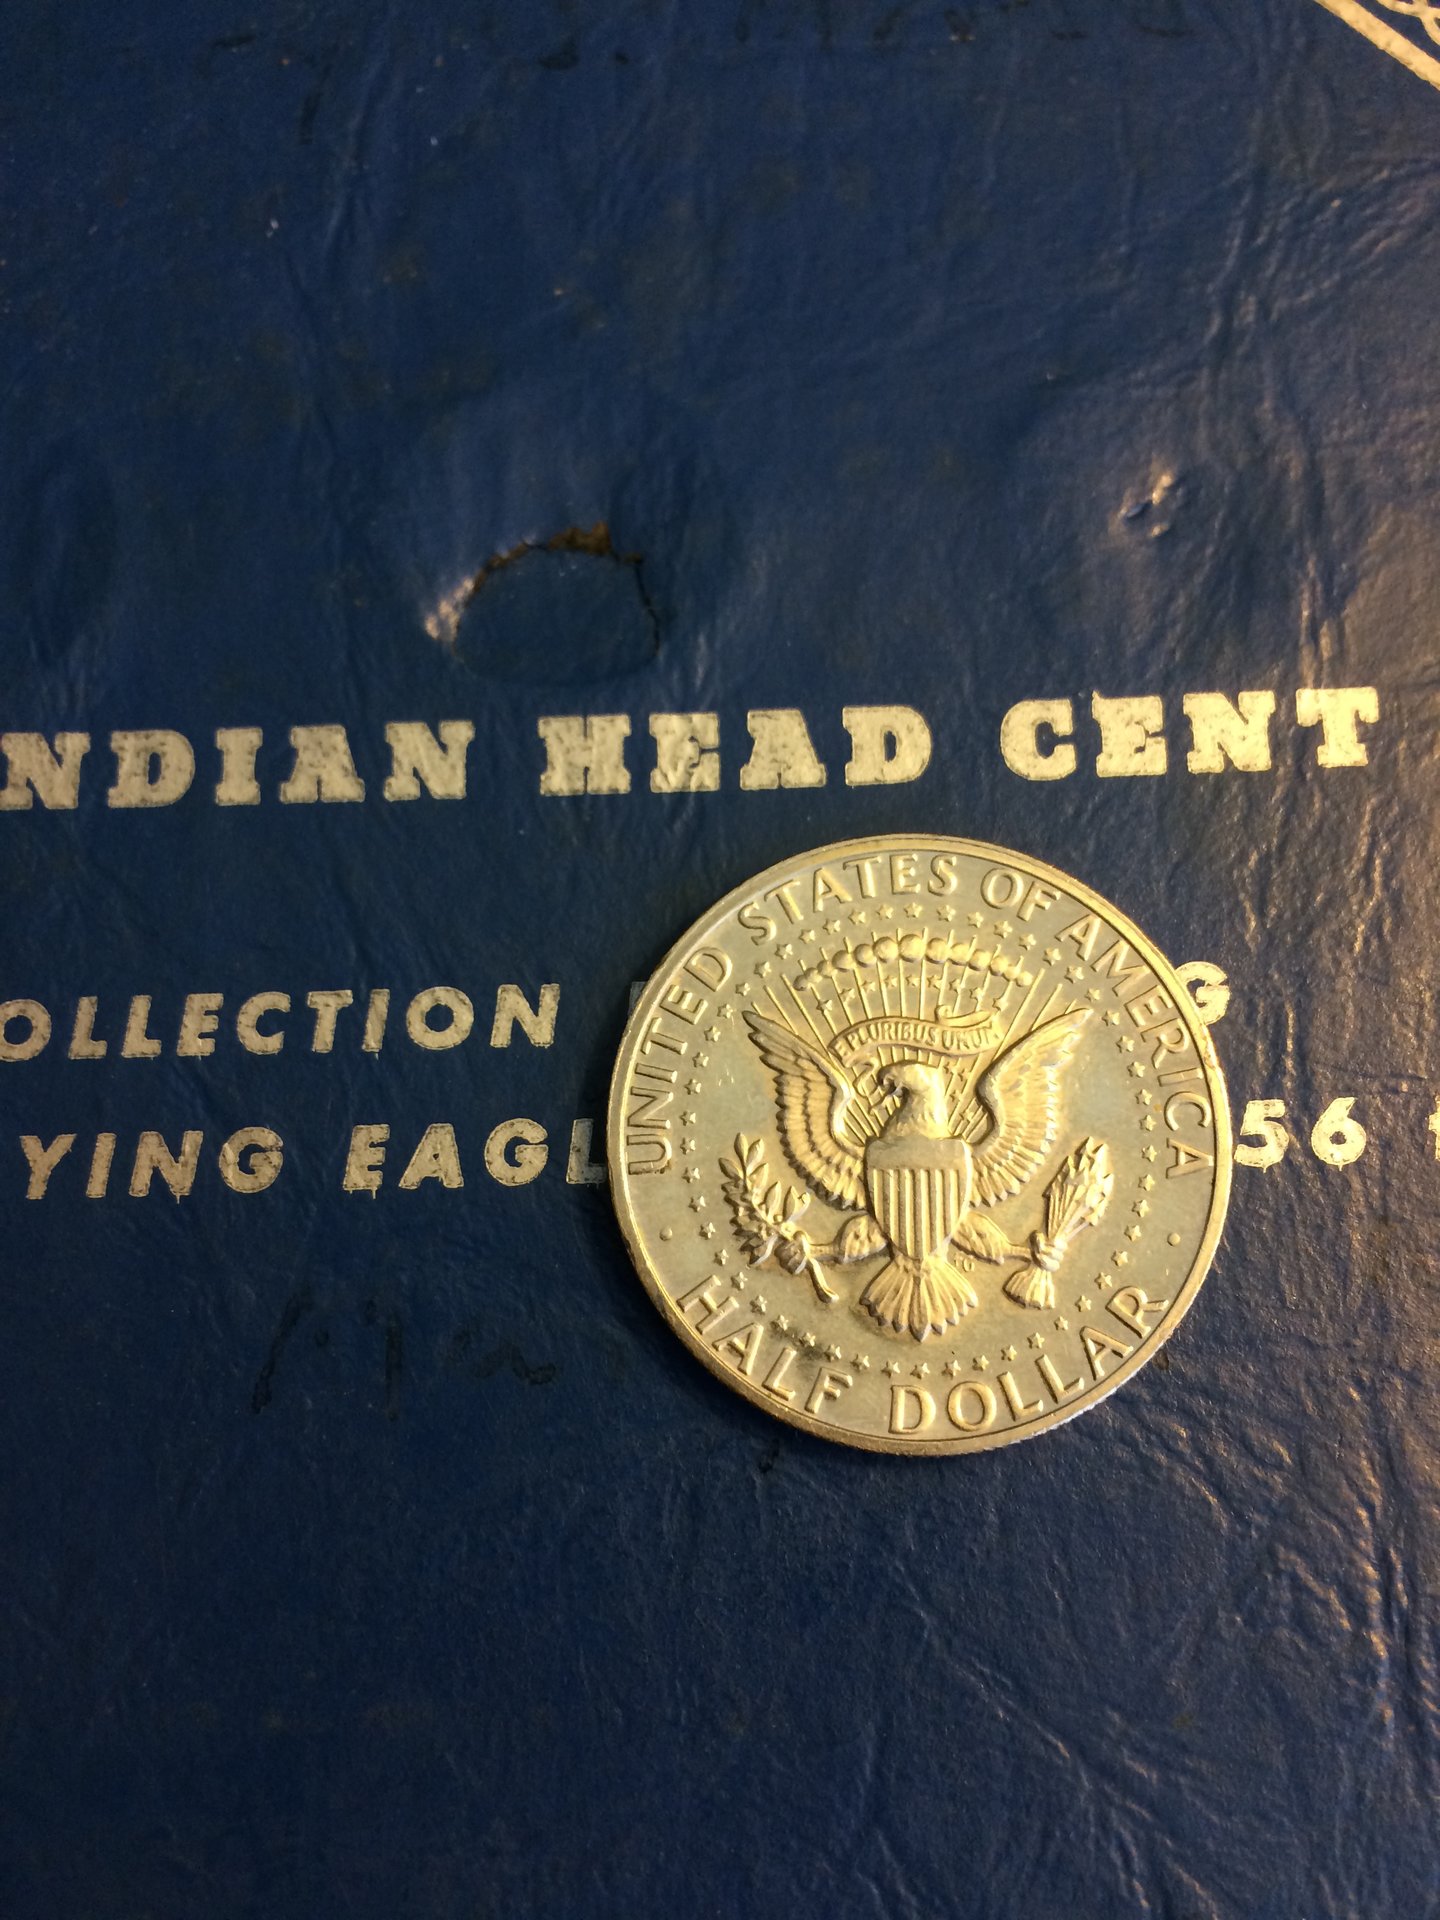 NDIAN HEAD CENT
OLLECTION G
YING EAGL 56
UNITED STATES OF AMERICA
E PLURIBUS UNUM
HALF DOLLAR